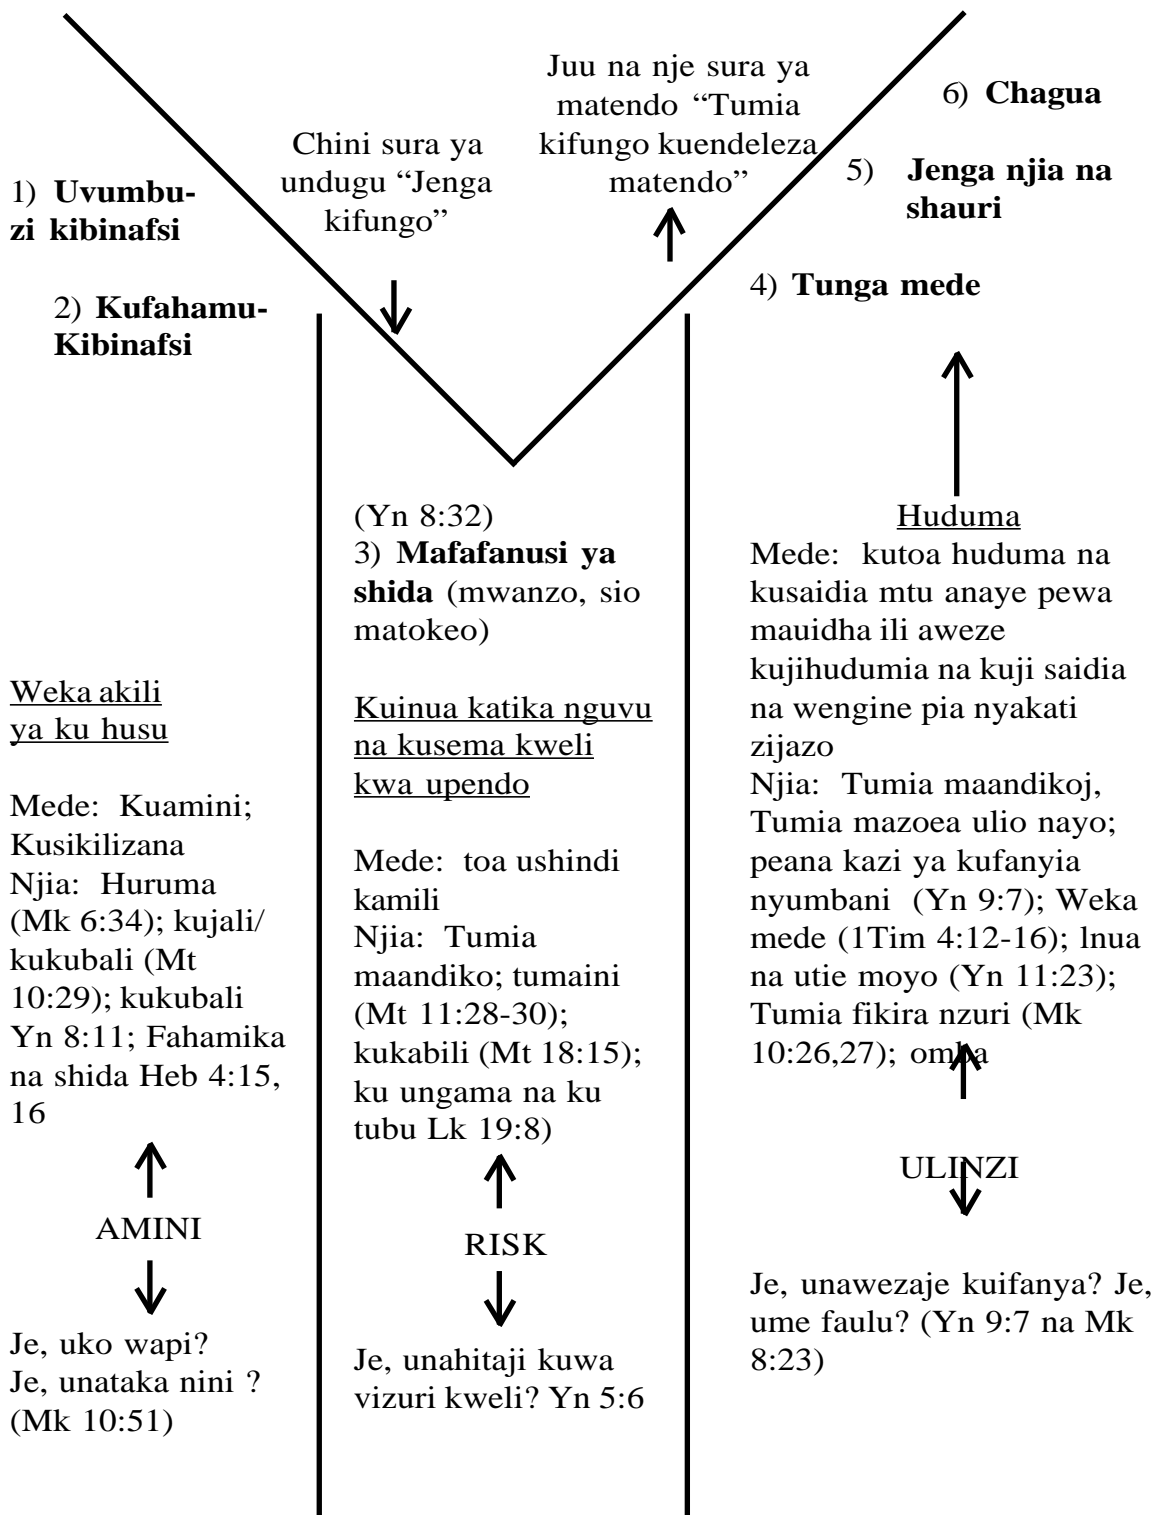 Juu na nje sura ya
matendo “Tumia
kifungo kuendeleza
matendo”
Chini sura ya
undugu “Jenga
kifungo”
1) Uvumbu-
zi kibinafsi
2) Kufahamu-
Kibinafsi
6) Chagua
5) Jenga njia na
shauri
4) Tunga mede
Weka akili
ya ku husu
Mede: Kuamini;
Kusikilizana
Njia: Huruma
(Mk 6:34); kujali/
kukubali (Mt
10:29); kukubali
Yn 8:11; Fahamika
na shida Heb 4:15,
16
AMINI
Je, uko wapi?
Je, unataka nini ?
(Mk 10:51)
(Yn 8:32)
3) Mafafanusi ya
shida (mwanzo, sio
matokeo)
Kuinua katika nguvu
na kusema kweli
kwa upendo
Mede: toa ushindi
kamili
Njia: Tumia
maandiko; tumaini
(Mt 11:28-30);
kukabili (Mt 18:15);
ku ungama na ku
tubu Lk 19:8)
RISK
Je, unahitaji kuwa
vizuri kweli? Yn 5:6
Huduma
Mede: kutoa huduma na
kusaidia mtu anaye pewa
mauidha ili aweze
kujihudumia na kuji saidia
na wengine pia nyakati
zijazo
Njia: Tumia maandikoj,
Tumia mazoea ulio nayo;
peana kazi ya kufanyia
nyumbani (Yn 9:7); Weka
mede (1Tim 4:12-16); lnua
na utie moyo (Yn 11:23);
Tumia fikira nzuri (Mk
10:26,27); omba
ULINZI
Je, unawezaje kuifanya? Je,
ume faulu? (Yn 9:7 na Mk
8:23)